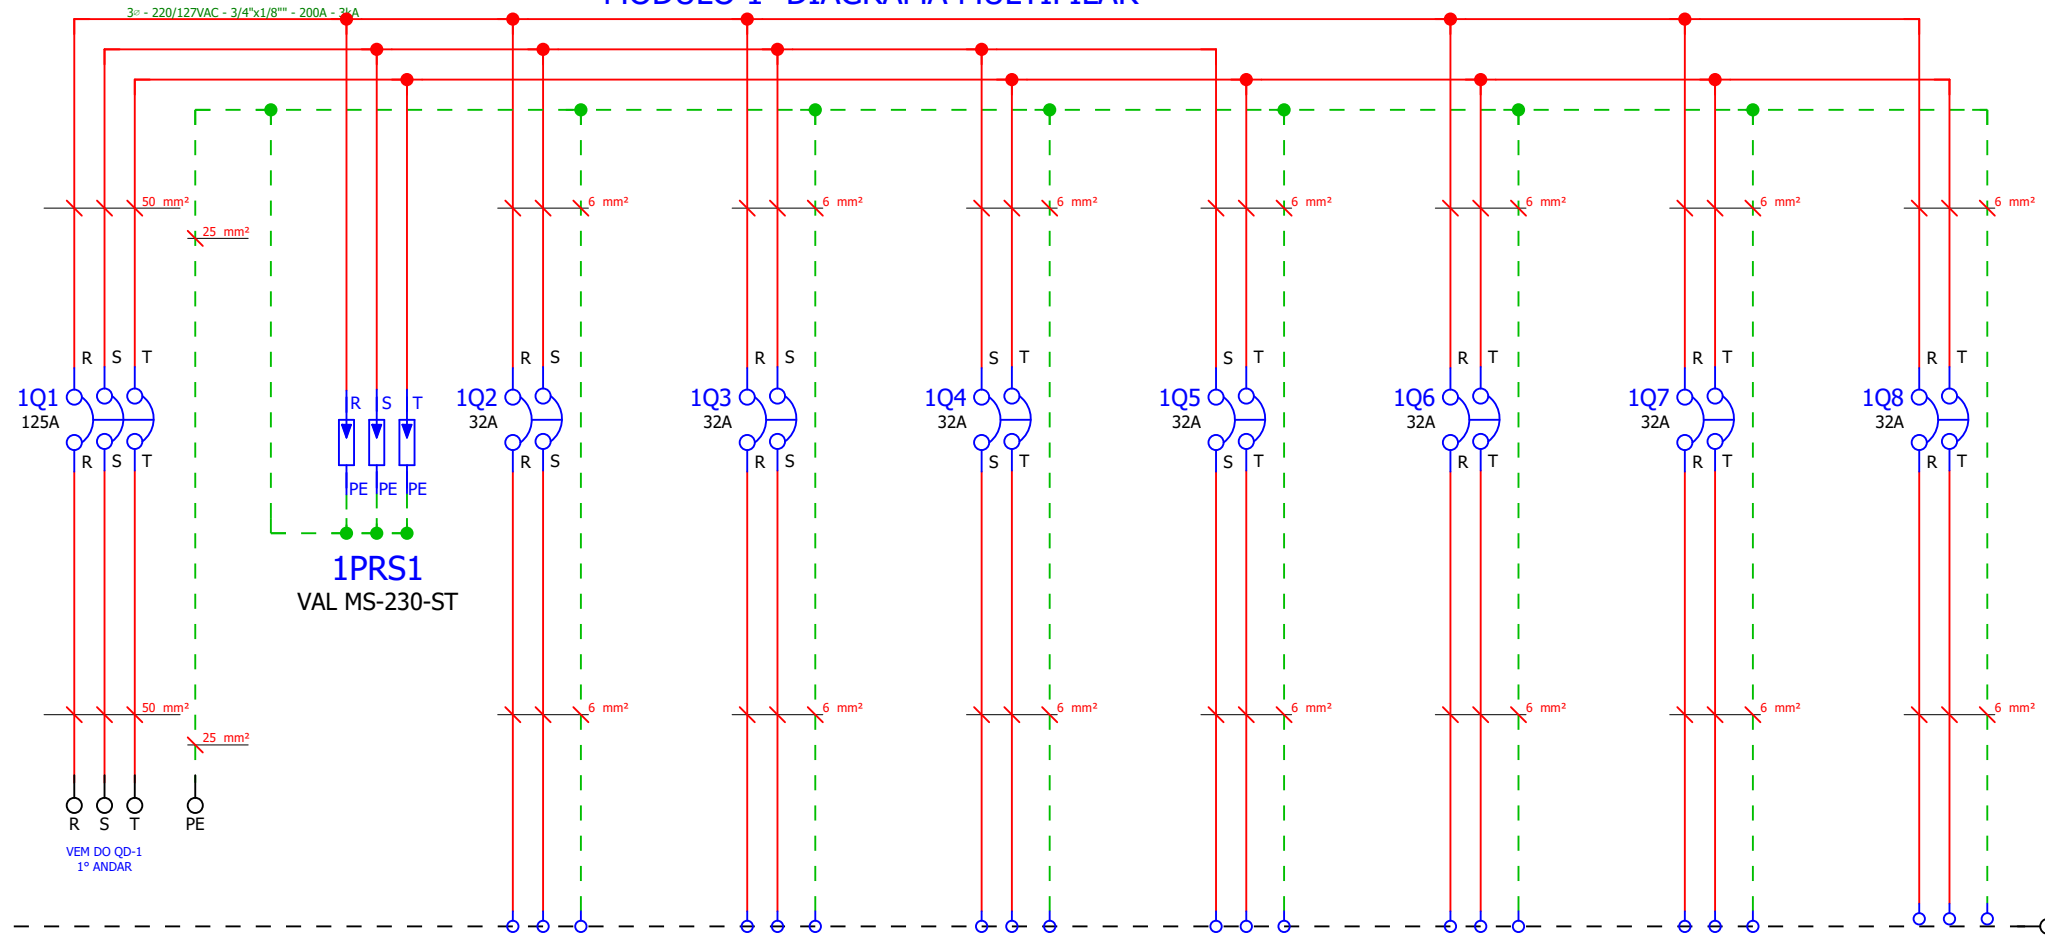 MÓDULO 1- DIAGRAMA MULTIFILAR
3ø - 220/127VAC - 3/4"x1/8"" - 200A - 3kA
50 mm² 6 mm² 6 mm² 6 mm² 6 mm² 6 mm² 6 mm² 6 mm²
25 mm²
R S T R S R S S T S T R T R T R T
1Q1 R S T 1Q2 1Q3 1Q4 1Q5 1Q6 1Q7 1Q8
125A 32A 32A 32A 32A 32A 32A 32A
R S T R S R S S T S T R T R T R T
PE PE PE
1PRS1
VAL MS-230-ST
50 mm² 6 mm² 6 mm² 6 mm² 6 mm² 6 mm² 6 mm² 6 mm²
25 mm²
R S T PE
VEM DO QD-1
1° ANDAR